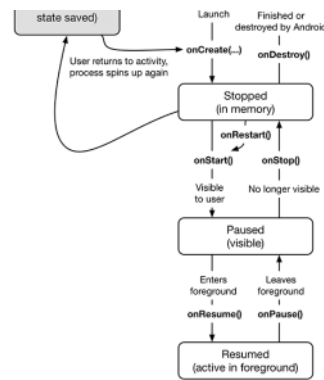 state saved)
Launch
Finished or
destroyed by Android
User returns to activity,
process spins up again
onCreate(...)
onDestroy()
Stopped
(in memory)
onRestart()
onStart()
onStop()
Visible
to user
No longer visible
Paused
(visible)
Enters
foreground
Leaves
foreground
onResume()
onPause()
Resumed
(active in foreground)